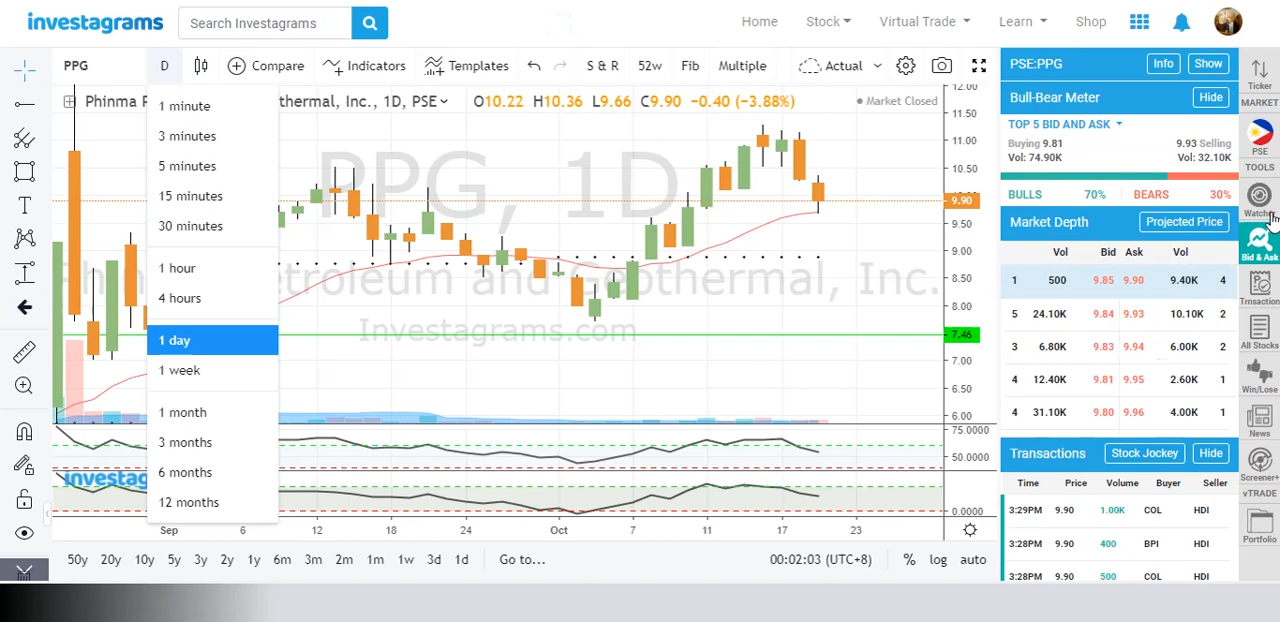 investagrams
Search Investagrams
Home Stock Virtual Trade Learn Shop
PPG D Compare Indicators Templates S & R 52w Fib Multiple Actual
Phinma P thermal, Inc., 1D, PSE O10.22 H10.36 L9.66 C9.90 −0.40 (−3.88%) Market Closed
1 minute
3 minutes
5 minutes
15 minutes
30 minutes
1 hour
4 hours
1 day
1 week
1 month
3 months
6 months
12 months
PPG, 1D
Phinma Petroleum and Geothermal, Inc.
Investagrams.com
investag
12.00
11.50
11.00
10.50
10.00
9.90
9.50
9.00
8.50
8.00
7.46
7.00
6.50
6.00
75.0000
50.0000
0.0000
Sep 6 12 18 24 Oct 7 11 17 23
50y 20y 10y 5y 3y 2y 1y 6m 3m 2m 1m 1w 3d 1d Go to... 00:02:03 (UTC+8) % log auto
PSE:PPG Info Show
Bull-Bear Meter Hide
TOP 5 BID AND ASK
Buying 9.81 9.93 Selling
Vol: 74.90K Vol: 32.10K
BULLS 70% BEARS 30%
Market Depth Projected Price
Vol Bid Ask Vol
1 500 9.85 9.90 9.40K 4
5 24.10K 9.84 9.93 10.10K 2
3 6.80K 9.83 9.94 6.00K 2
4 12.40K 9.81 9.95 2.60K 1
4 31.10K 9.80 9.96 4.00K 1
Transactions Stock Jockey Hide
Time Price Volume Buyer Seller
3:29PM 9.90 1.00K COL HDI
3:28PM 9.90 400 BPI HDI
3:28PM 9.90 500 COL HDI
Ticker
MARKET
PSE
TOOLS
Bid & Ask
Trnsaction
All Stocks
Win/Lose
News
Screener+
vTRADE
Portfolio